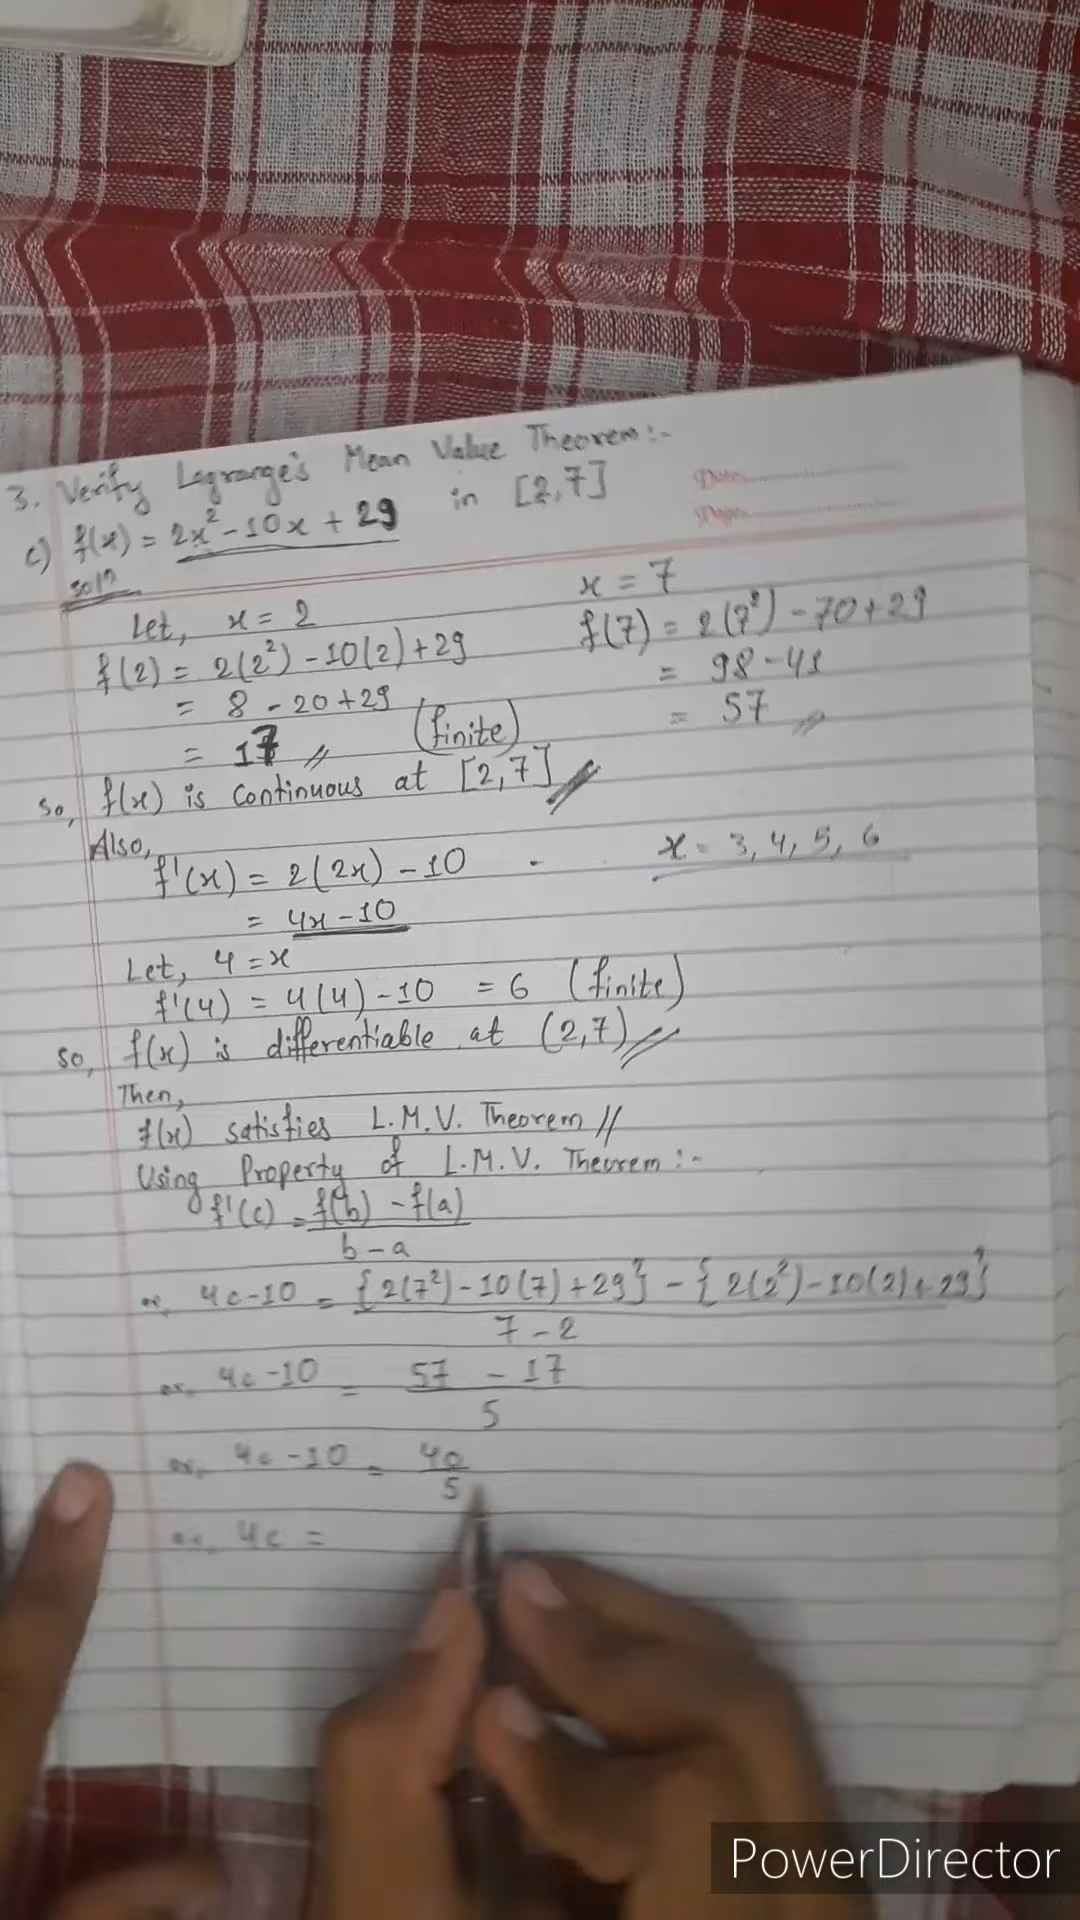 3. Verify Lagrange's Mean Value Theorem:-
c) f(x) = 2x² - 10x + 29 in [2,7]
Date
Page
Solⁿ
Let, x = 2
f(2) = 2(2²) - 10(2) + 29
= 8 - 20 + 29
= 17 // (finite)
x = 7
f(7) = 2(7²) - 70 + 29
= 98 - 41
= 57 //
So, f(x) is continuous at [2,7] //
Also,
f'(x) = 2(2x) - 10
x = 3, 4, 5, 6
= 4x - 10
Let, 4 = x
f'(4) = 4(4) - 10 = 6 (finite)
So, f(x) is differentiable at (2,7) //
Then,
f(x) satisfies L.M.V. Theorem //
Using Property of L.M.V. Theorem :-
f'(c) = f(b) - f(a)
b - a
or, 4c-10 = {2(7²) - 10(7) + 29} - {2(2²) - 10(2) + 29}
7 - 2
or, 4c-10 = 57 - 17
5
or, 4c-10 = 40
5
or, 4c =
PowerDirector